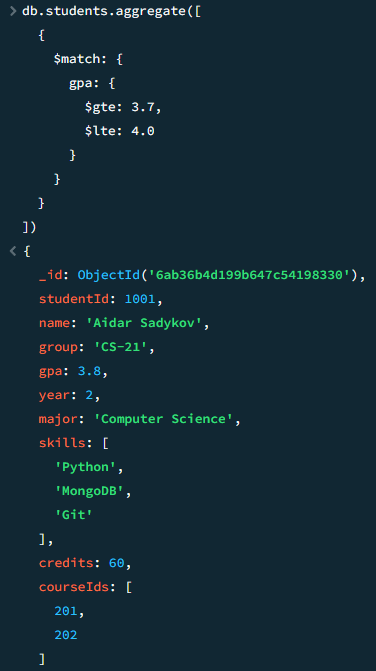 > db.students.aggregate([
{
$match: {
gpa: {
$gte: 3.7,
$lte: 4.0
}
}
}
])
< {
_id: ObjectId('6ab36b4d199b647c54198330'),
studentId: 1001,
name: 'Aidar Sadykov',
group: 'CS-21',
gpa: 3.8,
year: 2,
major: 'Computer Science',
skills: [
'Python',
'MongoDB',
'Git'
],
credits: 60,
courseIds: [
201,
202
]